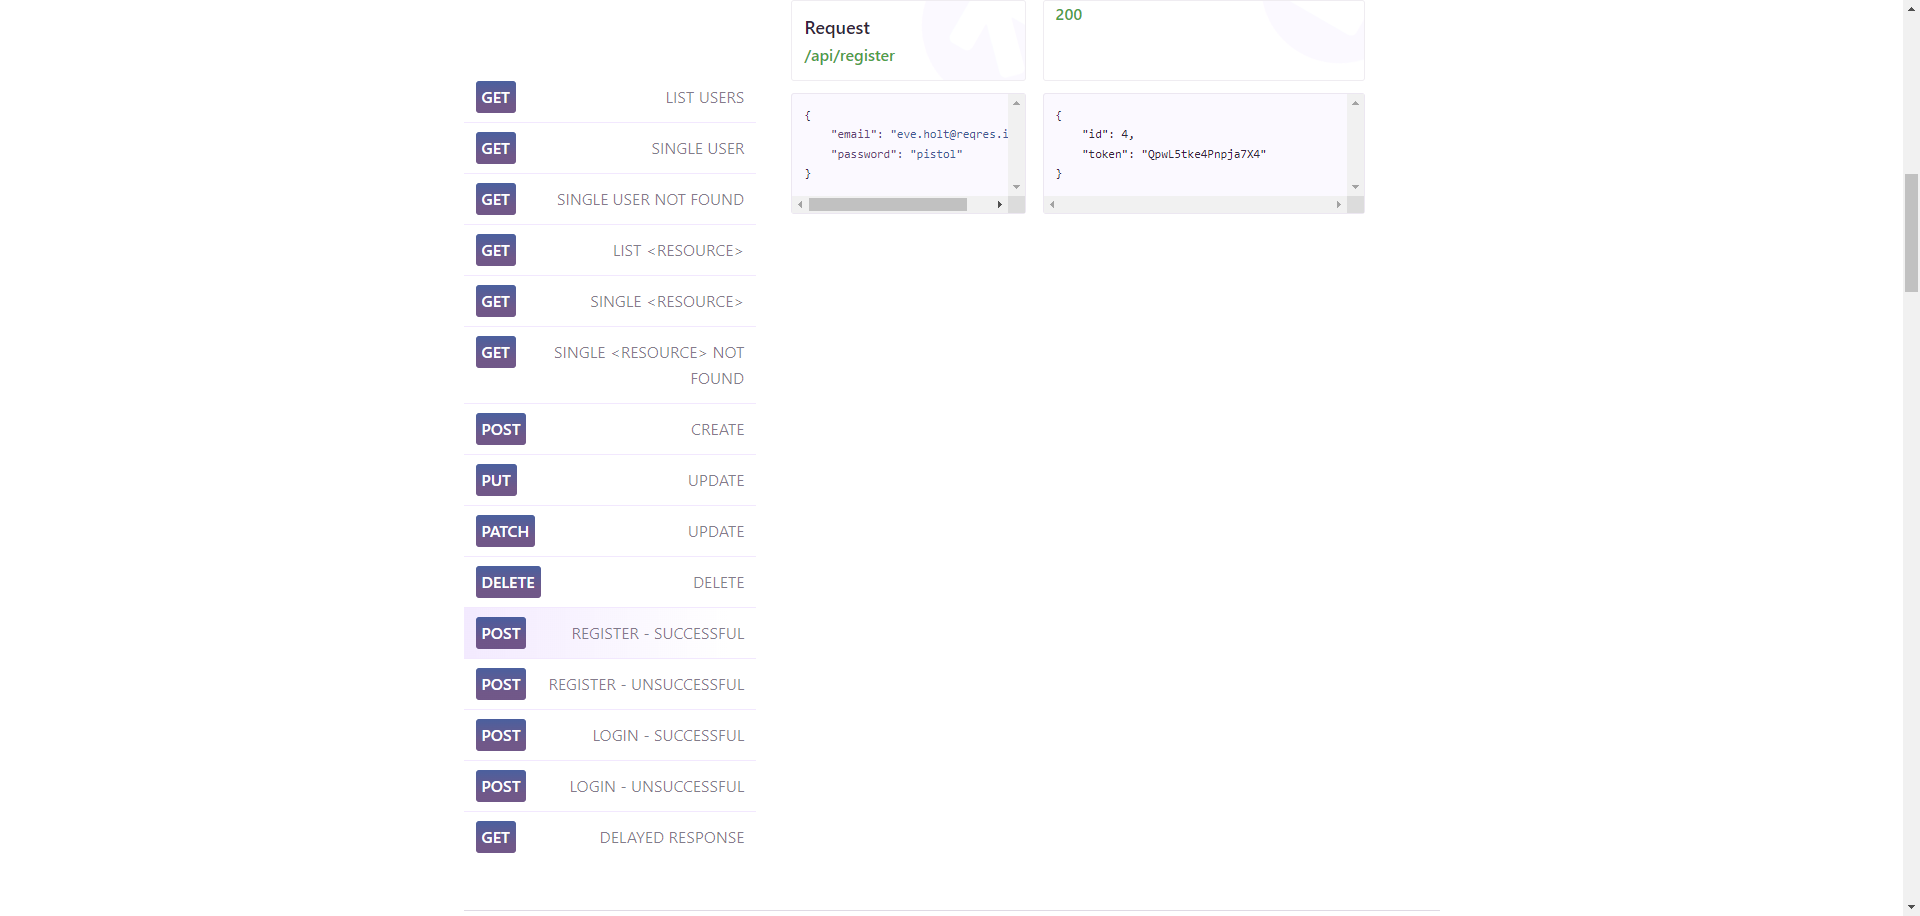 Request
/api/register
200
{
"email": "eve.holt@reqres.i
"password": "pistol"
}
{
"id": 4,
"token": "QpwL5tke4Pnpja7X4"
}
GET LIST USERS
GET SINGLE USER
GET SINGLE USER NOT FOUND
GET LIST <RESOURCE>
GET SINGLE <RESOURCE>
GET SINGLE <RESOURCE> NOT
FOUND
POST CREATE
PUT UPDATE
PATCH UPDATE
DELETE DELETE
POST REGISTER - SUCCESSFUL
POST REGISTER - UNSUCCESSFUL
POST LOGIN - SUCCESSFUL
POST LOGIN - UNSUCCESSFUL
GET DELAYED RESPONSE